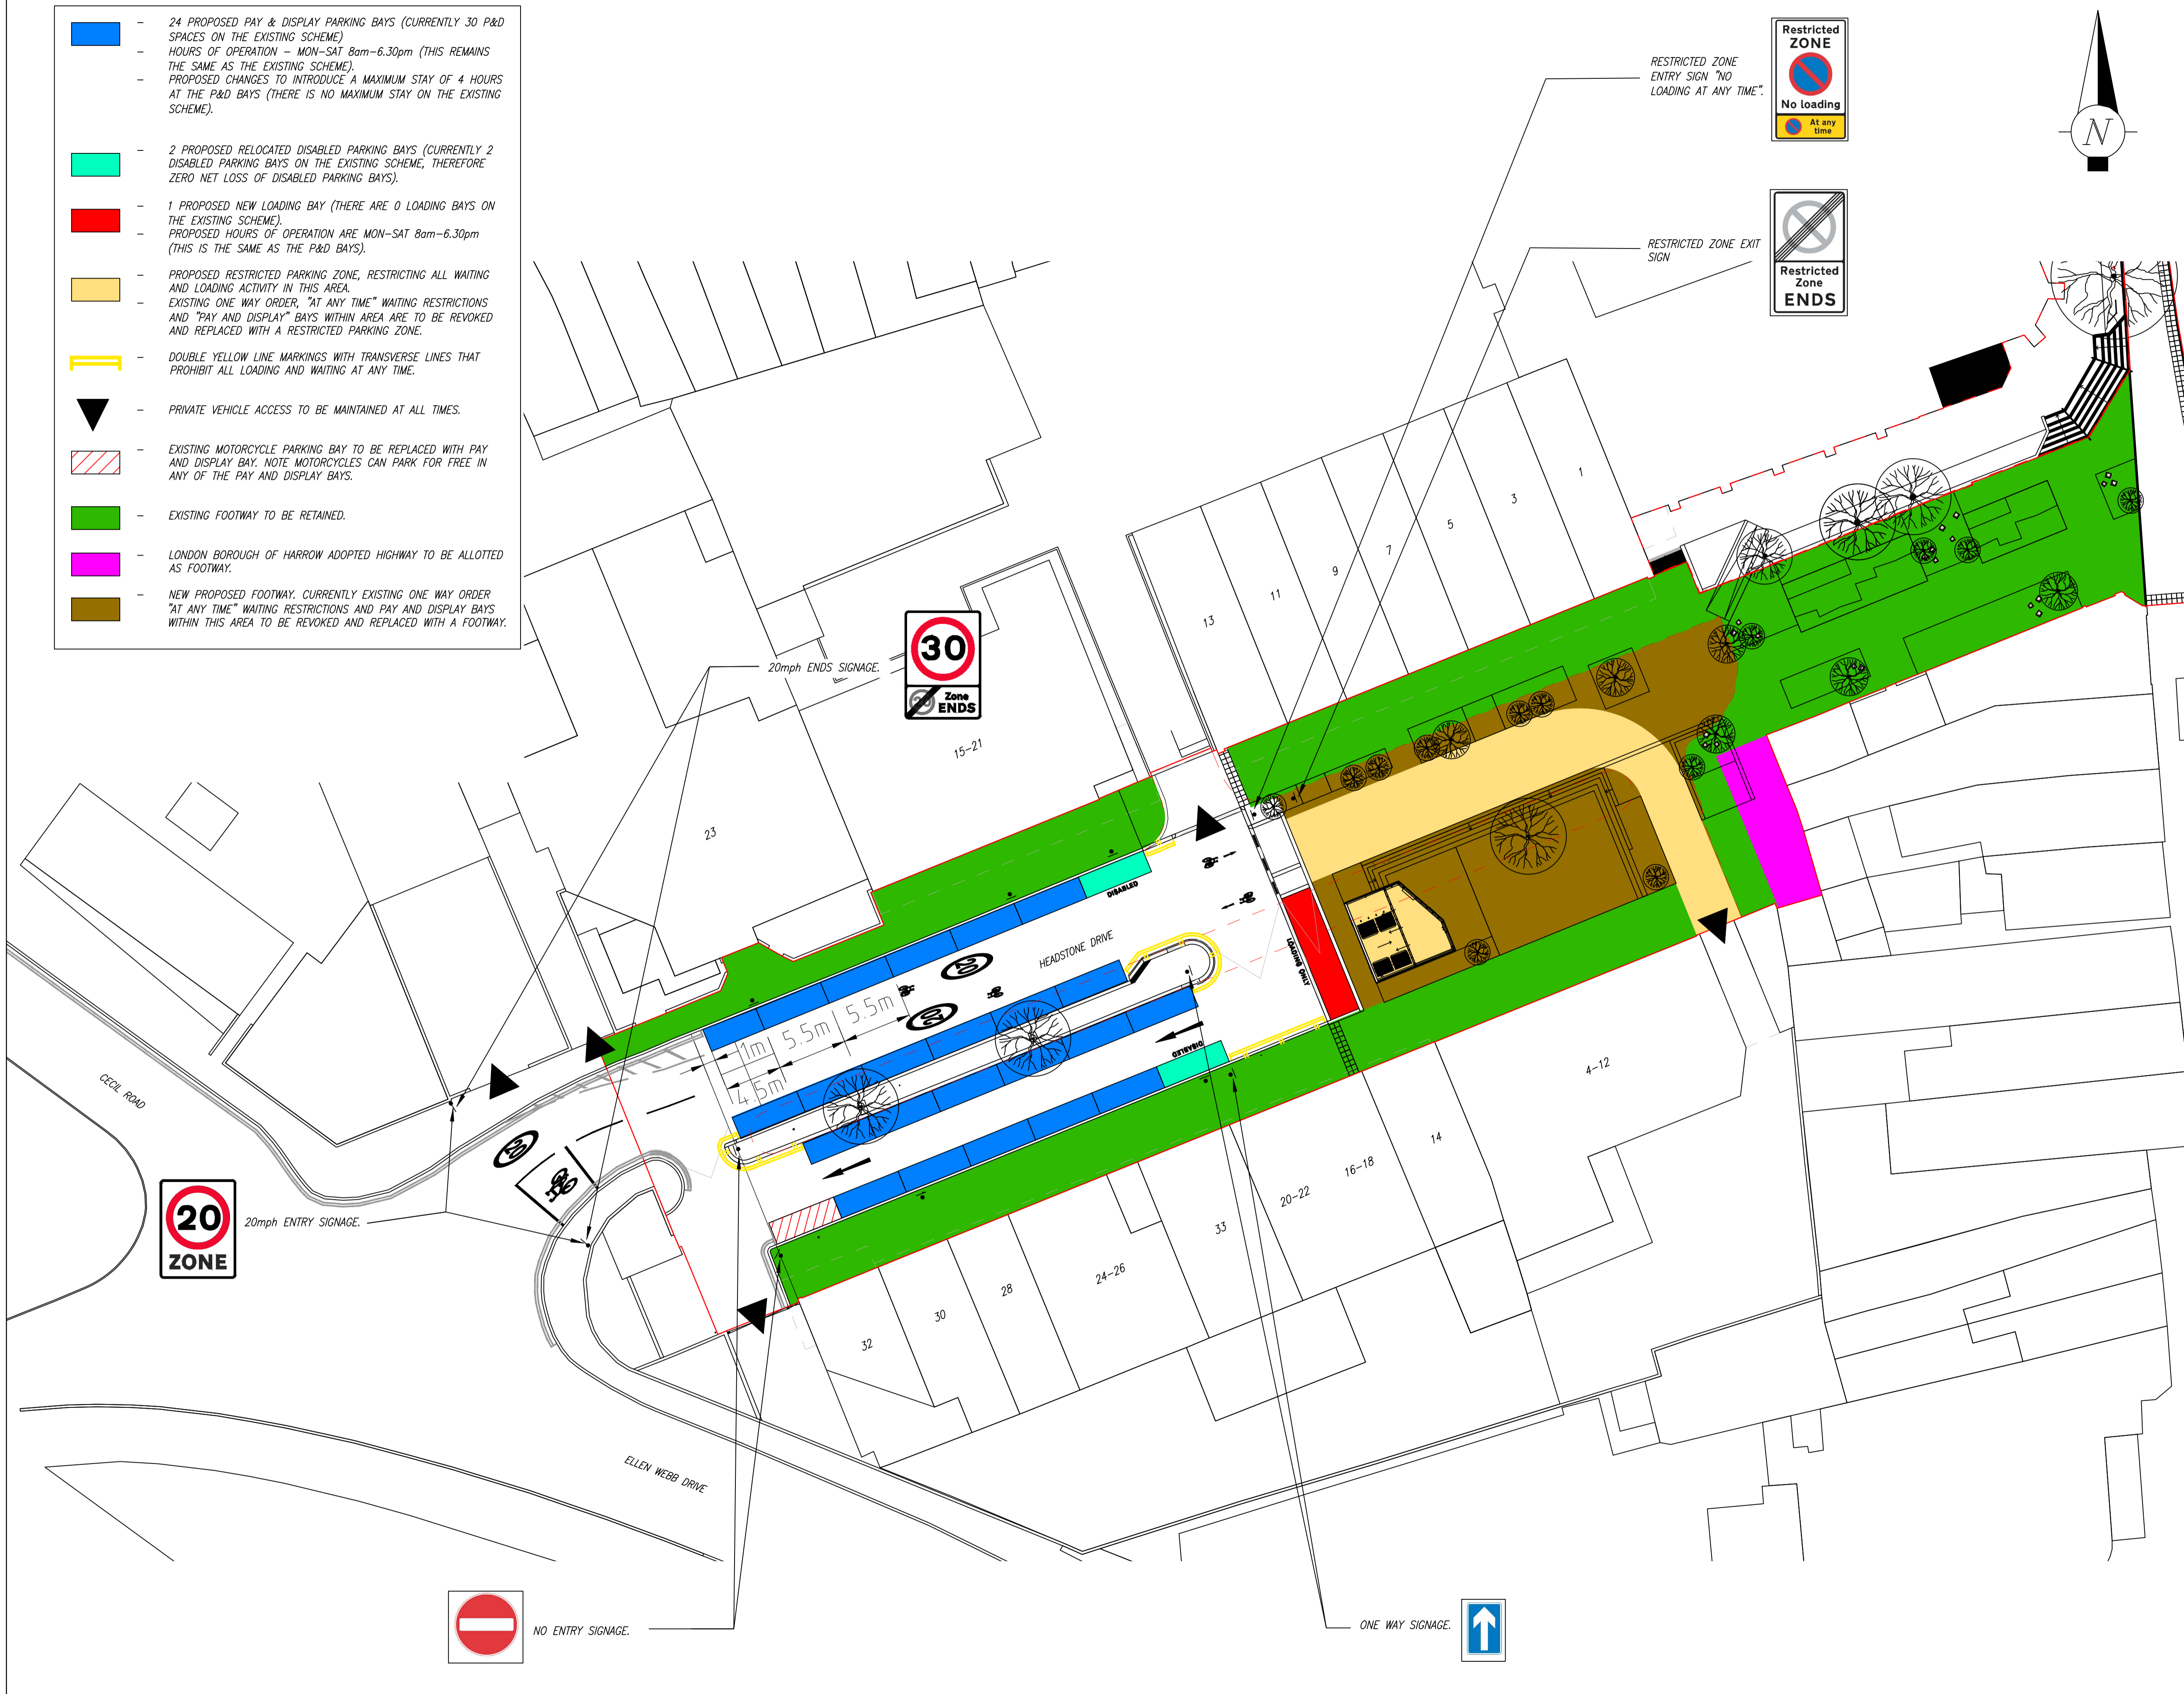 24 PROPOSED PAY & DISPLAY PARKING BAYS (CURRENTLY 30 P&D
SPACES ON THE EXISTING SCHEME)
- HOURS OF OPERATION - MON-SAT 8am-6.30pm (THIS REMAINS
THE SAME AS THE EXISTING SCHEME).
- PROPOSED CHANGES TO INTRODUCE A MAXIMUM STAY OF 4 HOURS
AT THE P&D BAYS (THERE IS NO MAXIMUM STAY ON THE EXISTING
SCHEME).
- 2 PROPOSED RELOCATED DISABLED PARKING BAYS (CURRENTLY 2
DISABLED PARKING BAYS ON THE EXISTING SCHEME, THEREFORE
ZERO NET LOSS OF DISABLED PARKING BAYS).
- 1 PROPOSED NEW LOADING BAY (THERE ARE 0 LOADING BAYS ON
THE EXISTING SCHEME).
- PROPOSED HOURS OF OPERATION ARE MON-SAT 8am-6.30pm
(THIS IS THE SAME AS THE P&D BAYS).
- PROPOSED RESTRICTED PARKING ZONE, RESTRICTING ALL WAITING
AND LOADING ACTIVITY IN THIS AREA.
- EXISTING ONE WAY ORDER, "AT ANY TIME" WAITING RESTRICTIONS
AND "PAY AND DISPLAY" BAYS WITHIN AREA ARE TO BE REVOKED
AND REPLACED WITH A RESTRICTED PARKING ZONE.
- DOUBLE YELLOW LINE MARKINGS WITH TRANSVERSE LINES THAT
PROHIBIT ALL LOADING AND WAITING AT ANY TIME.
- PRIVATE VEHICLE ACCESS TO BE MAINTAINED AT ALL TIMES.
- EXISTING MOTORCYCLE PARKING BAY TO BE REPLACED WITH PAY
AND DISPLAY BAY. NOTE MOTORCYCLES CAN PARK FOR FREE IN
ANY OF THE PAY AND DISPLAY BAYS.
- EXISTING FOOTWAY TO BE RETAINED.
- LONDON BOROUGH OF HARROW ADOPTED HIGHWAY TO BE ALLOTTED
AS FOOTWAY.
- NEW PROPOSED FOOTWAY. CURRENTLY EXISTING ONE WAY ORDER
"AT ANY TIME" WAITING RESTRICTIONS AND PAY AND DISPLAY BAYS
WITHIN THIS AREA TO BE REVOKED AND REPLACED WITH A FOOTWAY.
RESTRICTED ZONE
ENTRY SIGN "NO
LOADING AT ANY TIME".
Restricted
ZONE
No loading
At any
time
N
RESTRICTED ZONE EXIT
SIGN
Restricted
Zone
ENDS
1
3
5
7
9
11
13
20mph ENDS SIGNAGE.
30
20
Zone
ENDS
15-21
23
DISABLED
HEADSTONE DRIVE
20
20
LOADING ONLY
1m
5.5m
5.5m
4.5m
DISABLED
4-12
CECIL ROAD
20
14
16-18
20-22
33
24-26
28
30
32
20
ZONE
20mph ENTRY SIGNAGE.
ELLEN WEBB DRIVE
NO ENTRY SIGNAGE.
ONE WAY SIGNAGE.